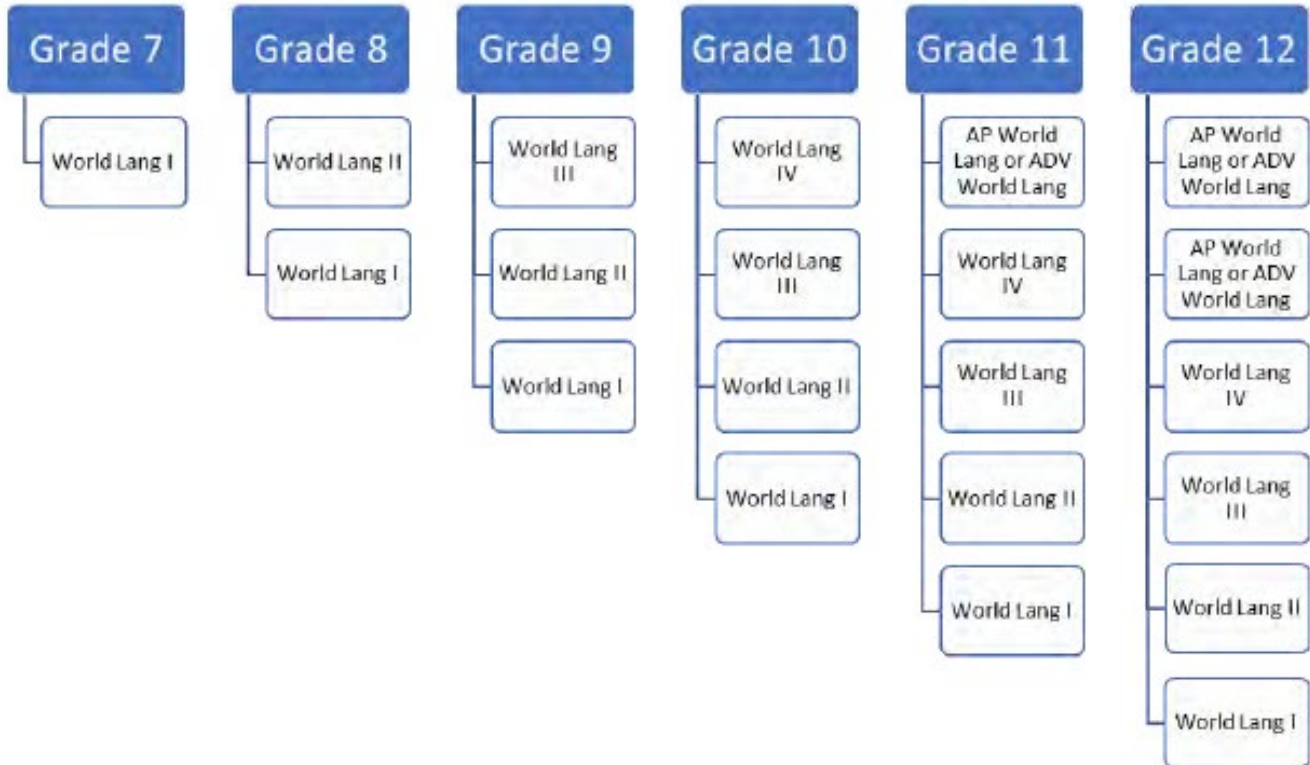 Grade 7
World Lang I
Grade 8
World Lang II
World Lang I
Grade 9
World Lang
III
World Lang II
World Lang I
Grade 10
World Lang
IV
World Lang
III
World Lang II
World Lang I
Grade 11
AP World
Lang or ADV
World Lang
World Lang
IV
World Lang
III
World Lang II
World Lang I
Grade 12
AP World
Lang or ADV
World Lang
AP World
Lang or ADV
World Lang
World Lang
IV
World Lang
III
World Lang II
World Lang I